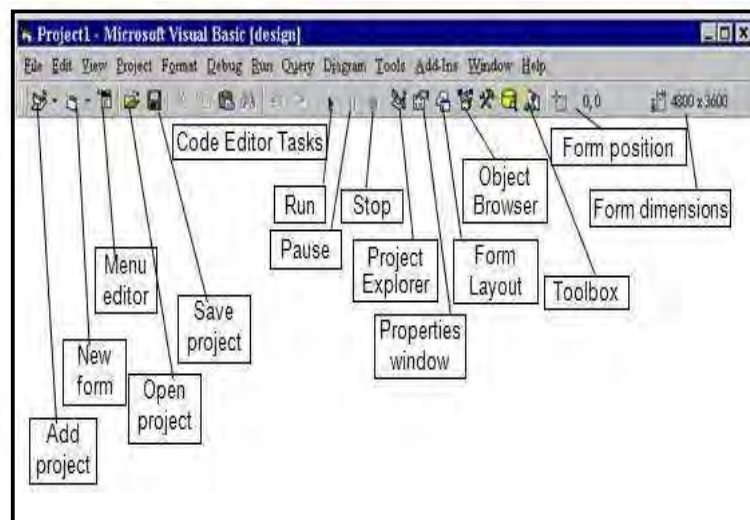 Project1 - Microsoft Visual Basic [design]
File Edit View Project Format Debug Run Query Diagram Tools Add-Ins Window Help
0, 0 4800 x 3600
Code Editor Tasks
Form position
Object
Browser
Run
Stop
Form dimensions
Pause
Project
Explorer
Form
Layout
Menu
editor
Toolbox
Save
project
Properties
window
New
form
Open
project
Add
project